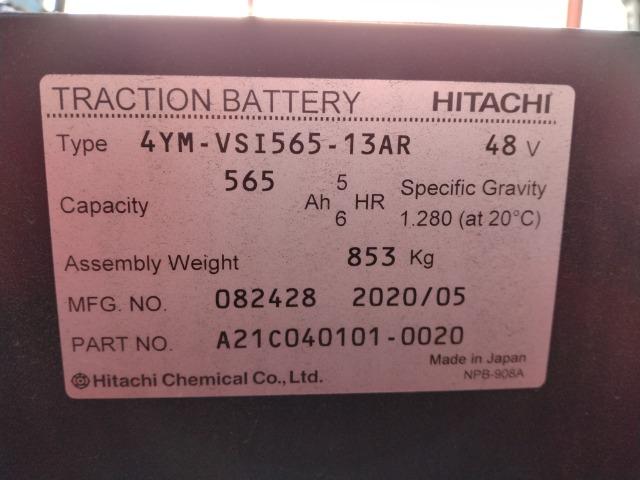 TRACTION BATTERY HITACHI
Type 4YM-VSI565-13AR 48 V
Capacity 565 Ah 5 6 HR Specific Gravity
1.280 (at 20°C)
Assembly Weight 853 Kg
MFG. NO. 082428 2020/05
PART NO. A21C040101-0020
Made in Japan
Hitachi Chemical Co., Ltd. NPB-908A